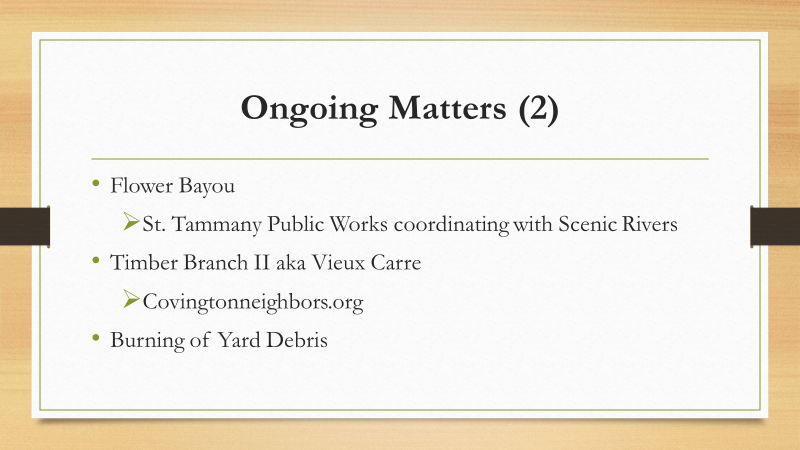 Ongoing Matters (2)
• Flower Bayou
➢St. Tammany Public Works coordinating with Scenic Rivers
• Timber Branch II aka Vieux Carre
➢Covingtonneighbors.org
• Burning of Yard Debris